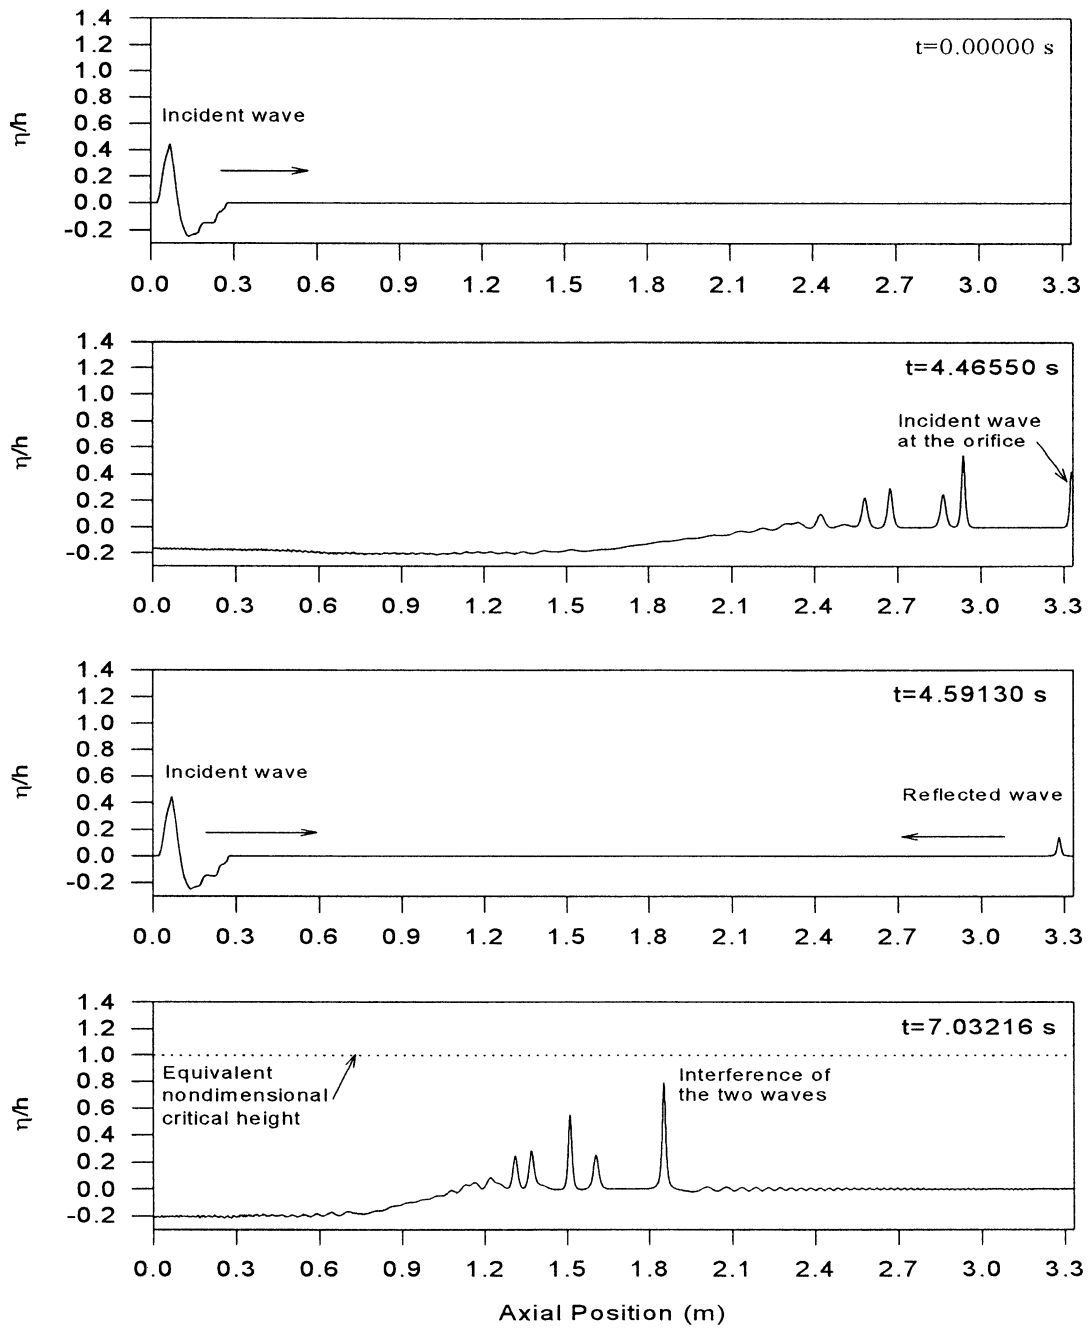 1.4
1.2
1.0
0.8
0.6
0.4
0.2
0.0
-0.2
η/h
t=0.00000 s
Incident wave
0.0 0.3 0.6 0.9 1.2 1.5 1.8 2.1 2.4 2.7 3.0 3.3
1.4
1.2
1.0
0.8
0.6
0.4
0.2
0.0
-0.2
η/h
t=4.46550 s
Incident wave
at the orifice
0.0 0.3 0.6 0.9 1.2 1.5 1.8 2.1 2.4 2.7 3.0 3.3
1.4
1.2
1.0
0.8
0.6
0.4
0.2
0.0
-0.2
η/h
t=4.59130 s
Incident wave
Reflected wave
0.0 0.3 0.6 0.9 1.2 1.5 1.8 2.1 2.4 2.7 3.0 3.3
1.4
1.2
1.0
0.8
0.6
0.4
0.2
0.0
-0.2
η/h
t=7.03216 s
Equivalent
nondimensional
critical height
Interference of
the two waves
0.0 0.3 0.6 0.9 1.2 1.5 1.8 2.1 2.4 2.7 3.0 3.3
Axial Position (m)